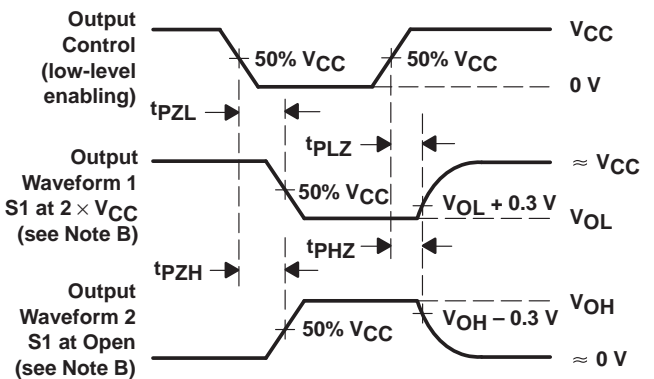 Output
Control
(low-level
enabling)
50% VCC
50% VCC
VCC
0 V
tPZL
tPLZ
Output
Waveform 1
S1 at 2 × VCC
(see Note B)
50% VCC
VOL + 0.3 V
≈ VCC
VOL
tPZH
tPHZ
Output
Waveform 2
S1 at Open
(see Note B)
50% VCC
VOH – 0.3 V
VOH
≈ 0 V